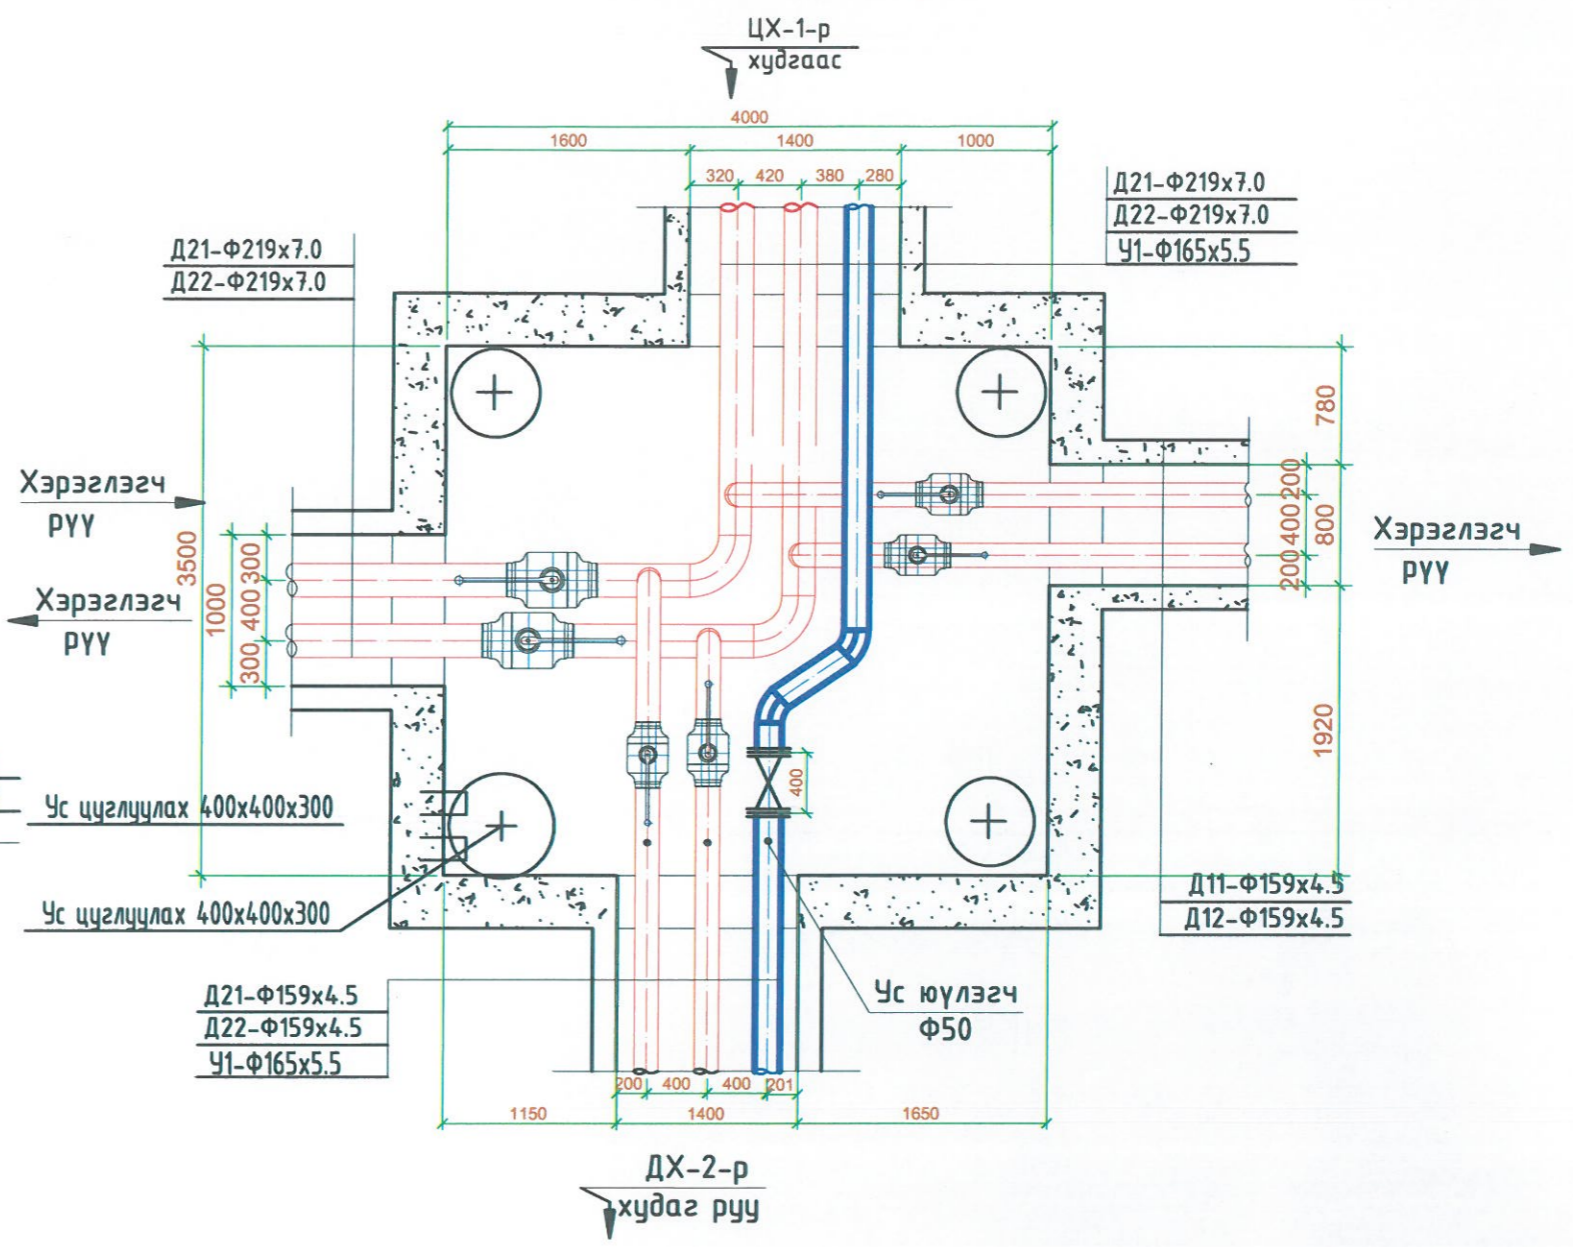 ЦХ-1-р
худгаас
4000
1600
1400
1000
320
420
380
280
Д21-Ф219х7.0
Д22-Ф219х7.0
У1-Ф165х5.5
Д21-Ф219х7.0
Д22-Ф219х7.0
780
Хэрэглэгч
РҮҮ
Хэрэглэгч
РҮҮ
3500
1000
300
400
300
200
400
200
800
Хэрэглэгч
РҮҮ
1920
400
Ус цуглуулах 400х400х300
Ус цуглуулах 400х400х300
Д11-Ф159х4.5
Д12-Ф159х4.5
Д21-Ф159х4.5
Д22-Ф159х4.5
У1-Ф165х5.5
Ус юүлэгч
Ф50
200
400
400
201
1150
1400
1650
ДХ-2-р
худаг руу